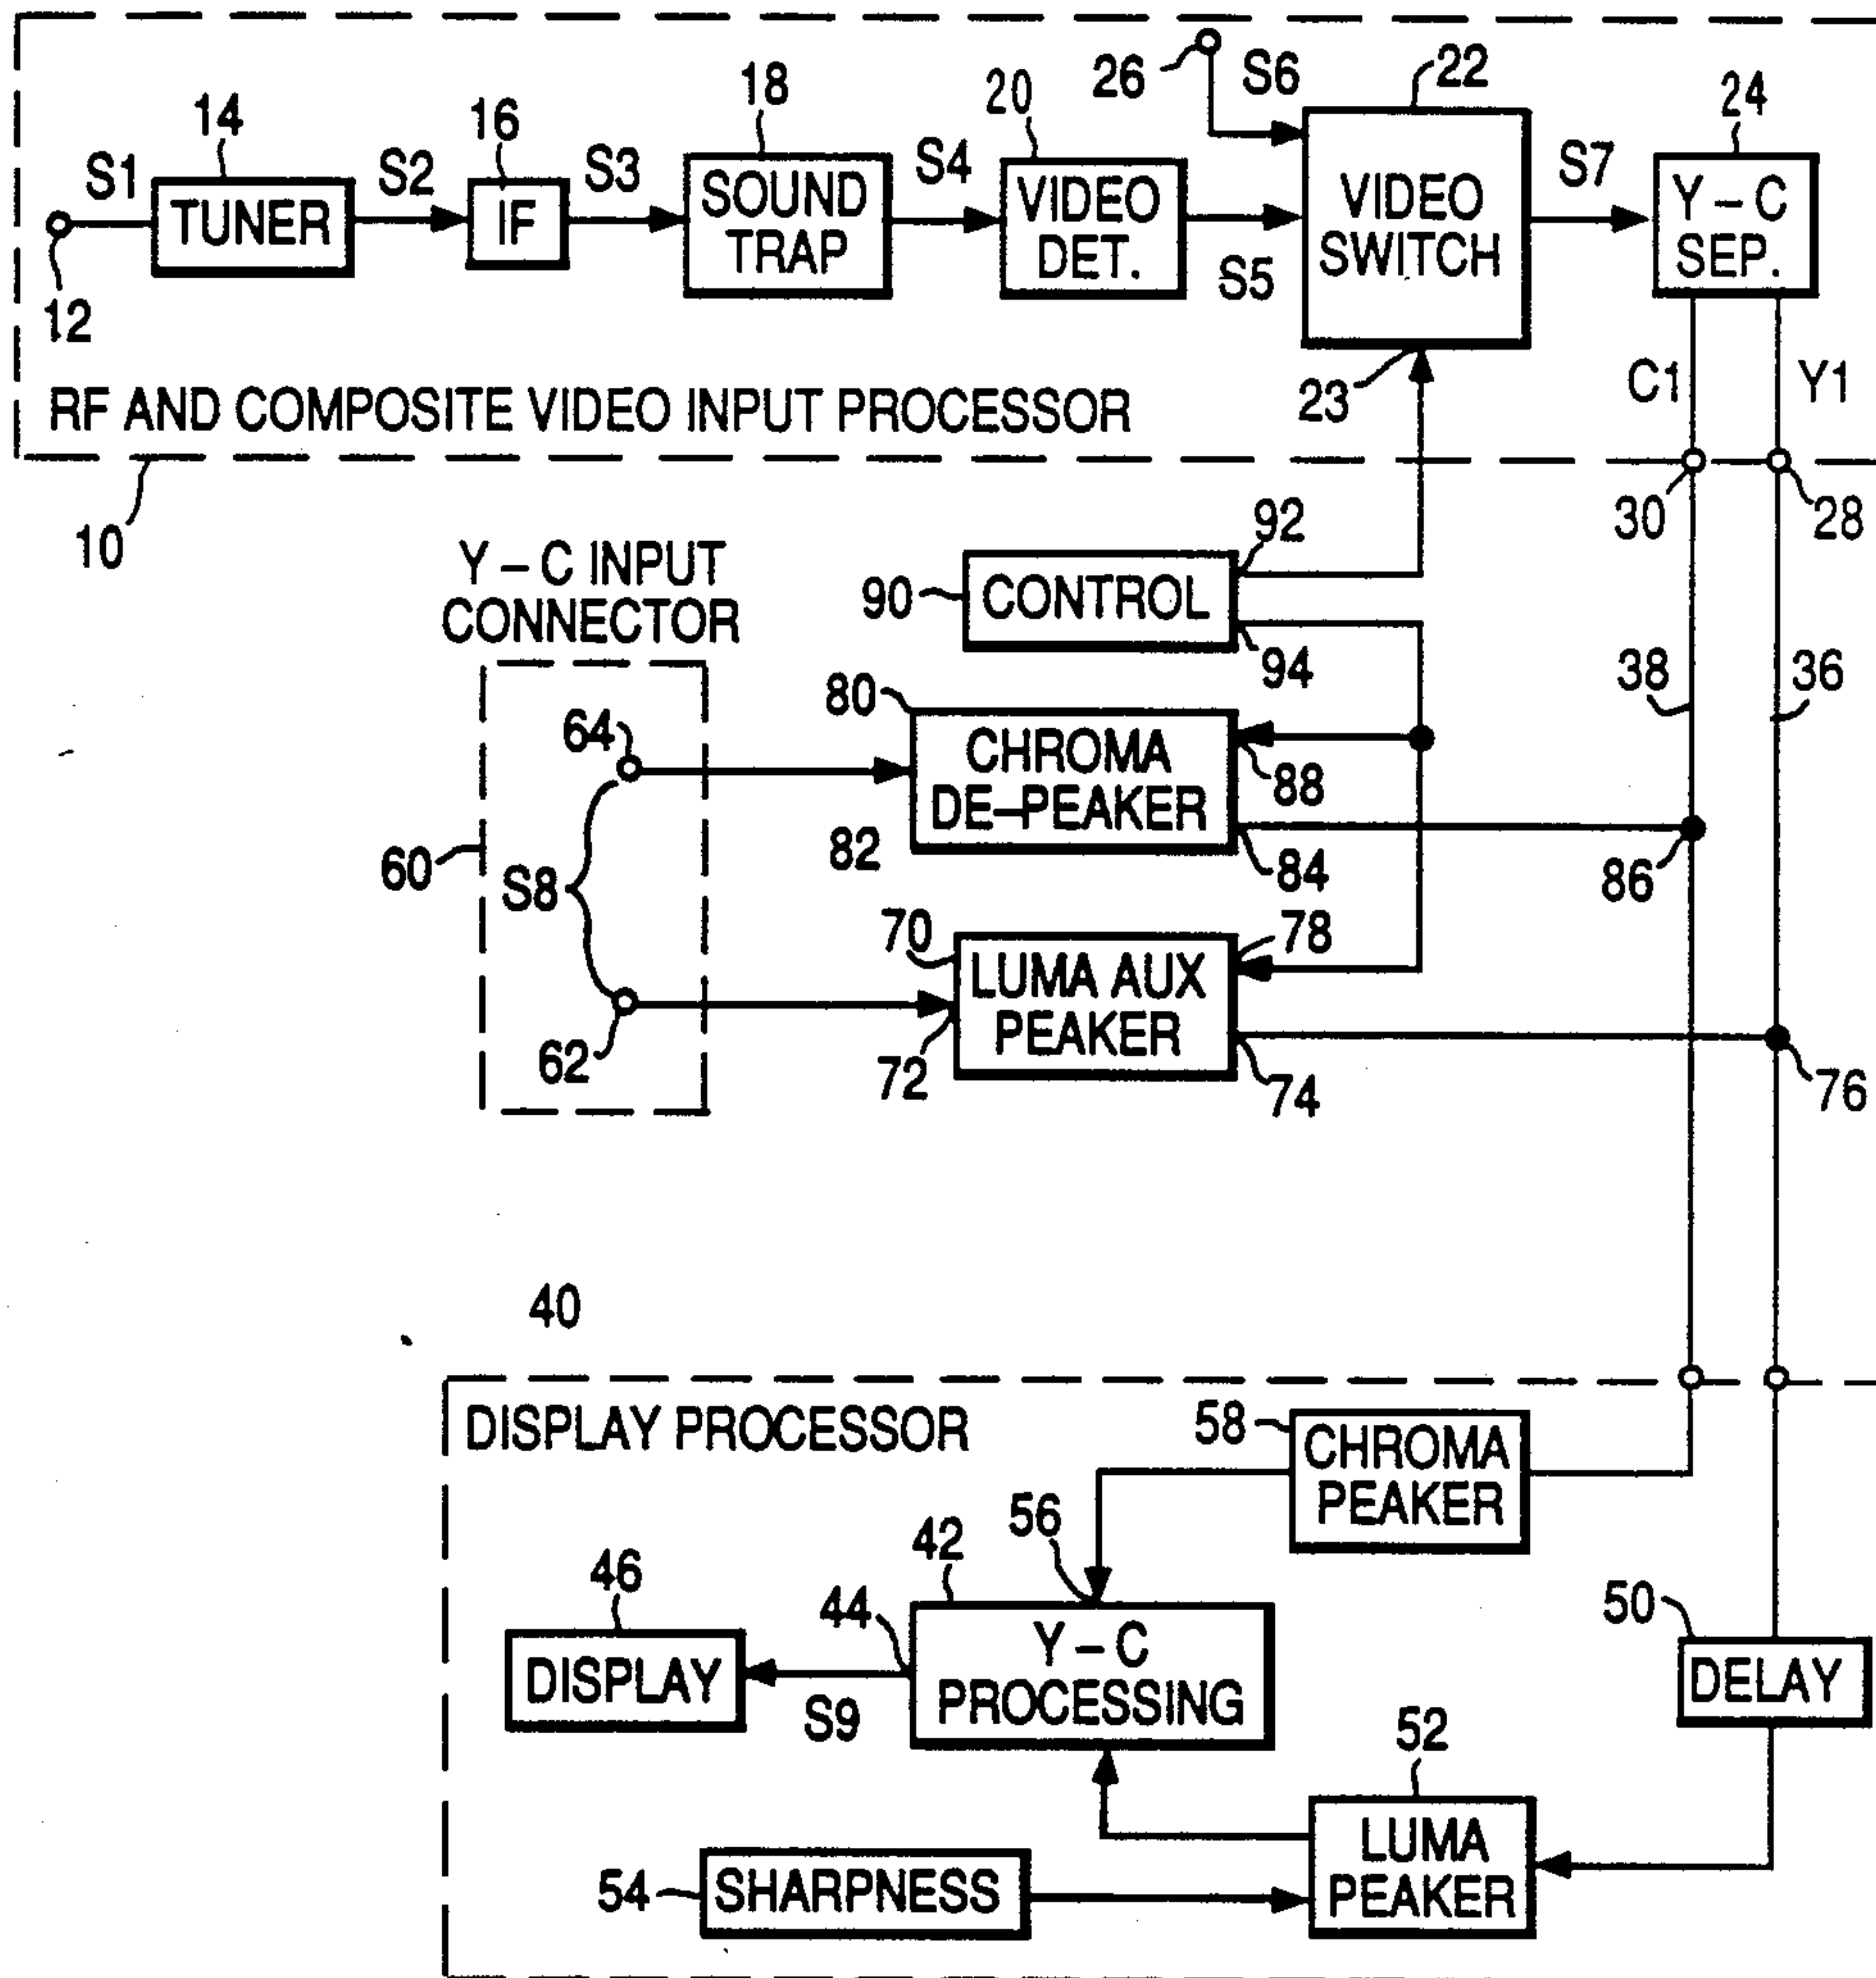 26
S6
22
24
14
16
18
20
S1
TUNER
S2
IF
S3
SOUND
TRAP
S4
VIDEO
DET.
S5
VIDEO
SWITCH
S7
Y – C
SEP.
12
23
C1
Y1
RF AND COMPOSITE VIDEO INPUT PROCESSOR
10
30
28
Y – C INPUT
CONNECTOR
90
CONTROL
92
94
38
36
80
64
CHROMA
DE–PEAKER
88
82
84
86
60
S8
70
78
LUMA AUX
PEAKER
62
72
74
76
40
DISPLAY PROCESSOR
58
CHROMA
PEAKER
56
42
46
44
50
Y – C
PROCESSING
DISPLAY
S9
DELAY
52
LUMA
PEAKER
54
SHARPNESS